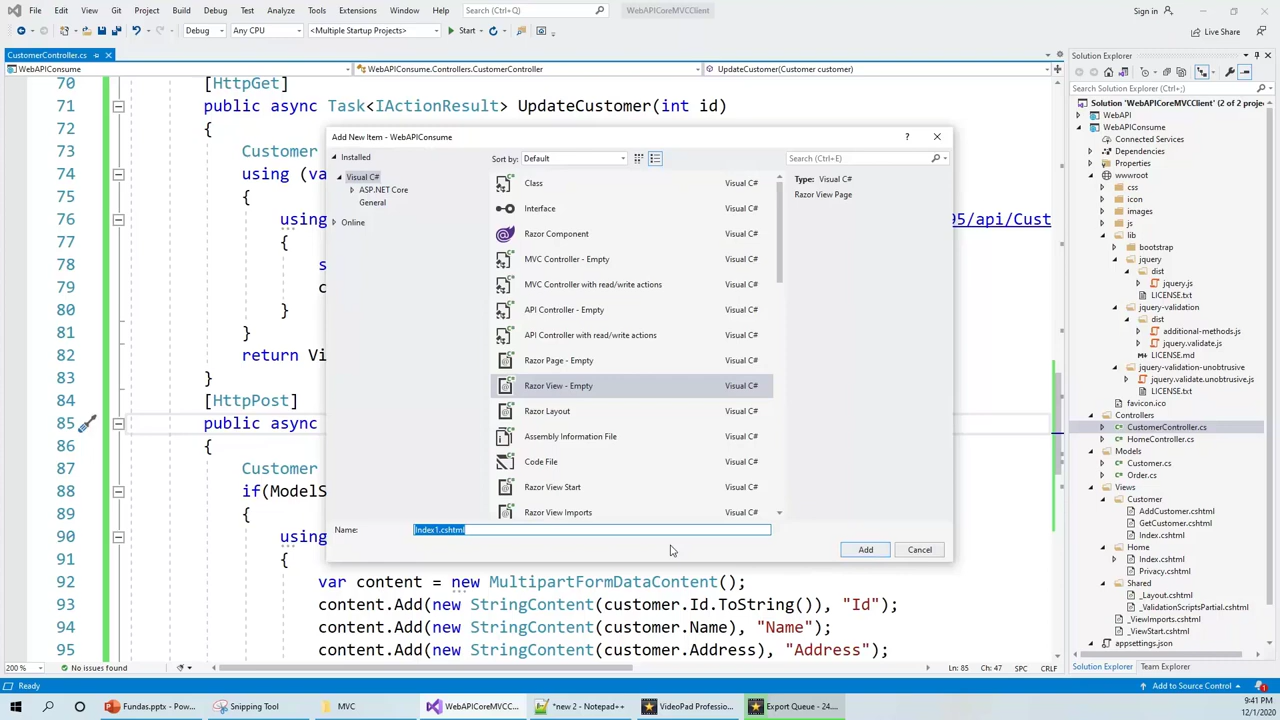 File Edit View Git Project Build Debug Test Analyze Tools Extensions Window Help Search (Ctrl+Q) WebAPICoreMVCClient Sign in
Debug Any CPU <Multiple Startup Projects> Start Live Share
CustomerController.cs
WebAPIConsume WebAPIConsume.Controllers.CustomerController UpdateCustomer(Customer customer)
70 [HttpGet]
71 public async Task<IActionResult> UpdateCustomer(int id)
72 {
73 Customer
74 using (va
75 {
76 using 95/api/Cust
77 {
78 s
79 c
80 }
81 }
82 return Vi
83 }
84 [HttpPost]
85 public async
86 {
87 Customer
88 if(ModelS
89 {
90 using
91 {
92 var content = new MultipartFormDataContent();
93 content.Add(new StringContent(customer.Id.ToString()), "Id");
94 content.Add(new StringContent(customer.Name), "Name");
95 content.Add(new StringContent(customer.Address), "Address");
Add New Item - WebAPIConsume ?
Installed
Visual C#
ASP.NET Core
General
Online
Sort by: Default
Search (Ctrl+E)
Class Visual C#
Interface Visual C#
Razor Component Visual C#
MVC Controller - Empty Visual C#
MVC Controller with read/write actions Visual C#
API Controller - Empty Visual C#
API Controller with read/write actions Visual C#
Razor Page - Empty Visual C#
Razor View - Empty Visual C#
Razor Layout Visual C#
Assembly Information File Visual C#
Code File Visual C#
Razor View Start Visual C#
Razor View Imports Visual C#
Type: Visual C#
Razor View Page
Name: Index1.cshtml
Add Cancel
Solution Explorer
Search Solution Explorer (Ctrl+;)
Solution 'WebAPICoreMVCClient' (2 of 2 proje
WebAPI
WebAPIConsume
Connected Services
Dependencies
Properties
wwwroot
css
icon
images
js
lib
bootstrap
jquery
dist
jquery.js
LICENSE.txt
jquery-validation
dist
additional-methods.js
jquery.validate.js
LICENSE.md
jquery-validation-unobtrusive
jquery.validate.unobtrusive.js
LICENSE.txt
favicon.ico
Controllers
CustomerController.cs
HomeController.cs
Models
Customer.cs
Order.cs
Views
Customer
AddCustomer.cshtml
GetCustomer.cshtml
Index.cshtml
Home
Index.cshtml
Privacy.cshtml
Shared
_Layout.cshtml
_ValidationScriptsPartial.cshtml
_ViewImports.cshtml
_ViewStart.cshtml
appsettings.json
Solution Explorer Team Explorer
200 % No issues found Ln: 85 Ch: 47 SPC CRLF
Ready Add to Source Control 1
Fundas.pptx - Pow... Snipping Tool MVC WebAPICoreMVCC... *new 2 - Notepad++ VideoPad Professio... Export Queue - 24.... 9:41 PM
12/1/2020